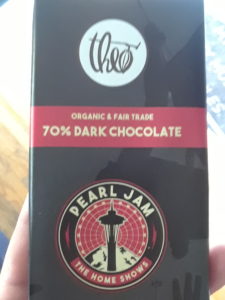 theo
ORGANIC & FAIR TRADE
70% DARK CHOCOLATE
PEARL JAM
THE HOME SHOWS